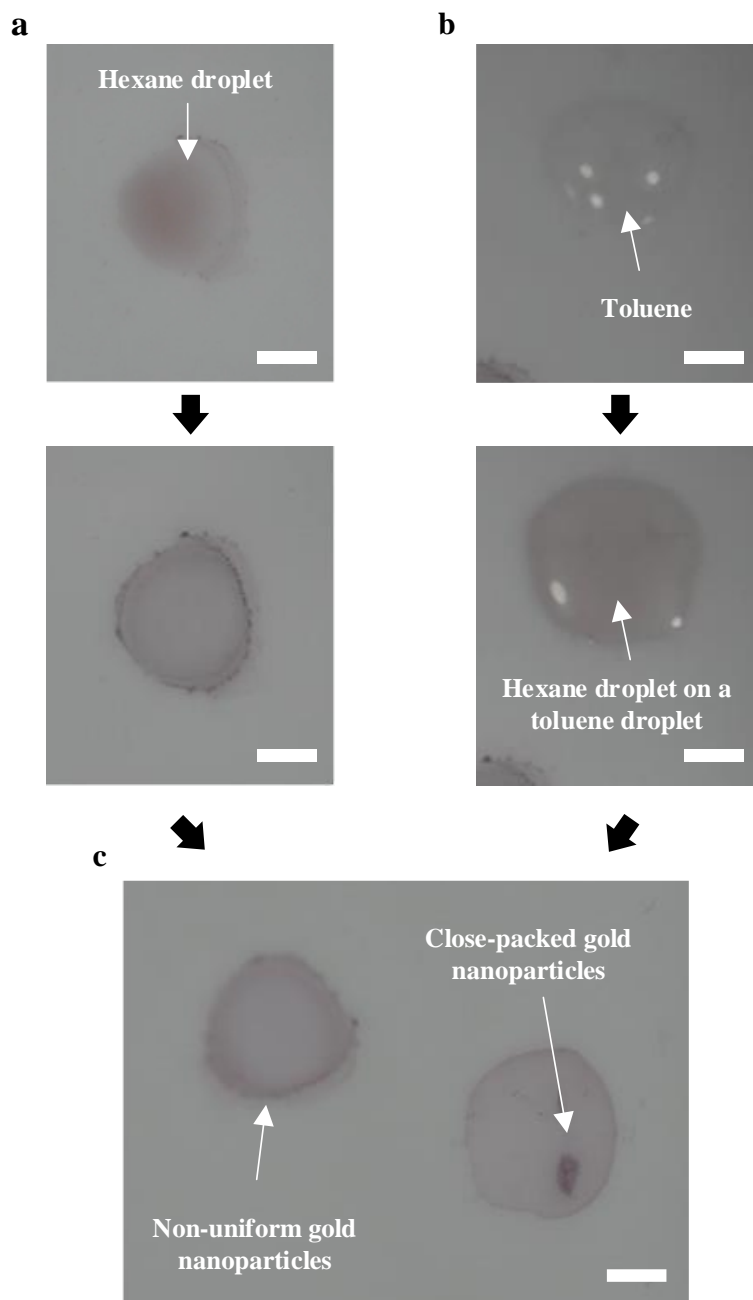 a
Hexane droplet
b
Toluene
Hexane droplet on a
toluene droplet
c
Close-packed gold
nanoparticles
Non-uniform gold
nanoparticles